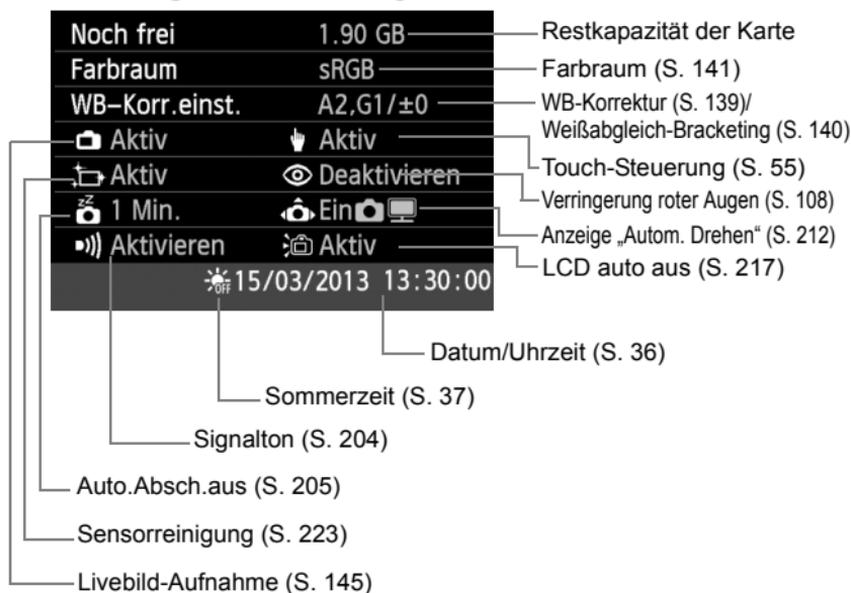 Noch frei 1.90 GB Restkapazität der Karte
Farbraum sRGB Farbraum (S. 141)
WB–Korr.einst. A2,G1/±0 WB-Korrektur (S. 139)/
Weißabgleich-Bracketing (S. 140)
Aktiv Aktiv Touch-Steuerung (S. 55)
Aktiv Deaktivieren Verringerung roter Augen (S. 108)
1 Min. Ein Anzeige „Autom. Drehen“ (S. 212)
Aktivieren Aktiv LCD auto aus (S. 217)
OFF 15/03/2013 13:30:00
Datum/Uhrzeit (S. 36)
Sommerzeit (S. 37)
Signalton (S. 204)
Auto.Absch.aus (S. 205)
Sensorreinigung (S. 223)
Livebild-Aufnahme (S. 145)